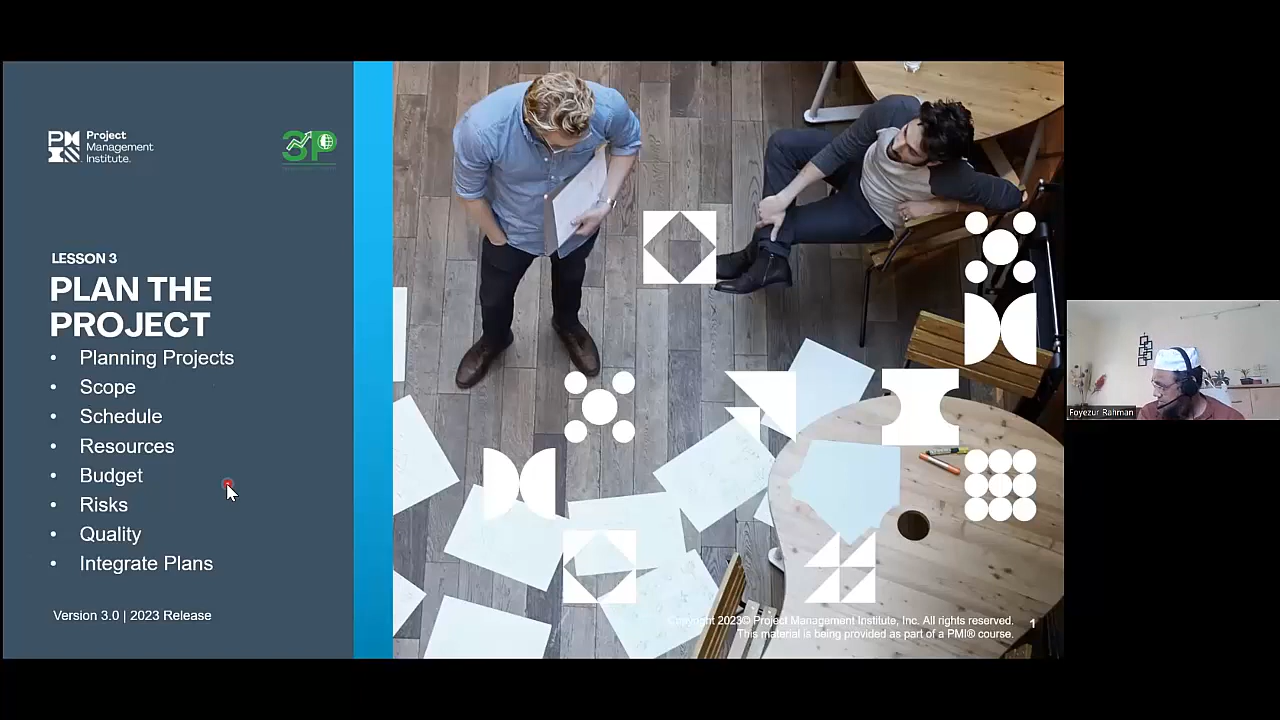 Project
Management
Institute.
3P
LESSON 3
PLAN THE
PROJECT
• Planning Projects
• Scope
• Schedule
• Resources
• Budget
• Risks
• Quality
• Integrate Plans
Version 3.0 | 2023 Release
Copyright 2023© Project Management Institute, Inc. All rights reserved.
This material is being provided as part of a PMI® course.
1
Foyezur Rahman